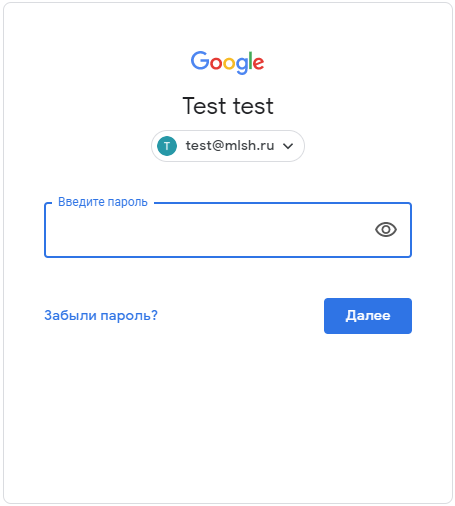 Google
Test test
T test@mlsh.ru
Введите пароль
Забыли пароль? Далее